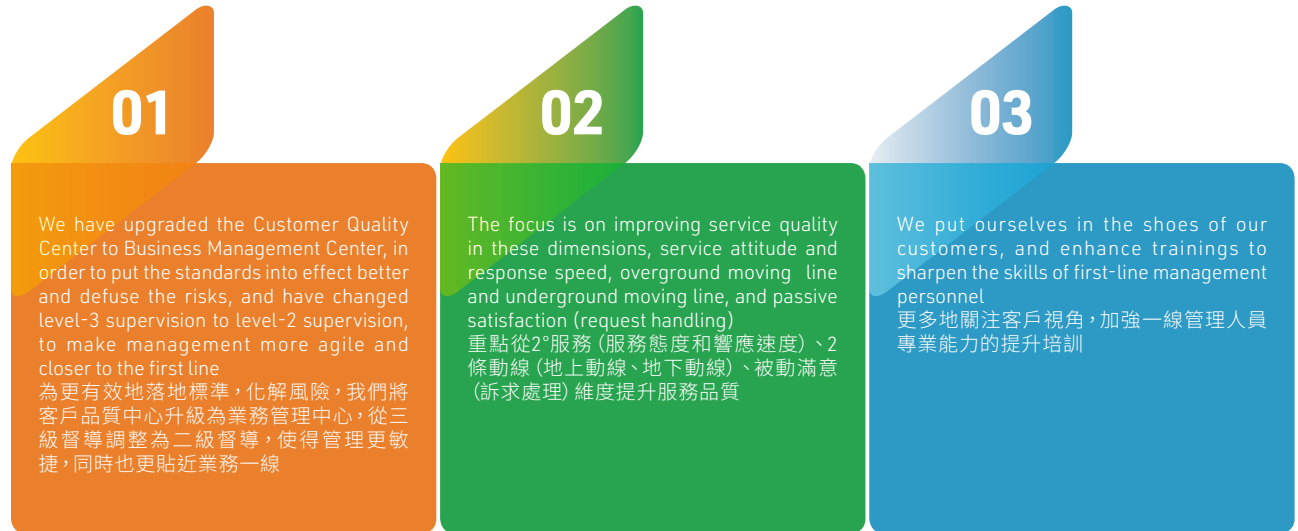 01
We have upgraded the Customer Quality
Center to Business Management Center, in
order to put the standards into effect better
and defuse the risks, and have changed
level-3 supervision to level-2 supervision,
to make management more agile and
closer to the first line
為更有效地落地標準，化解風險，我們將
客戶品質中心升級為業務管理中心，從三
級督導調整為二級督導，使得管理更敏
捷，同時也更貼近業務一線
02
The focus is on improving service quality
in these dimensions, service attitude and
response speed, overground moving line
and underground moving line, and passive
satisfaction (request handling)
重點從2°服務（服務態度和響應速度）、2
條動線（地上動線、地下動線）、被動滿意
（訴求處理）維度提升服務品質
03
We put ourselves in the shoes of our
customers, and enhance trainings to
sharpen the skills of first-line management
personnel
更多地關注客戶視角，加強一線管理人員
專業能力的提升培訓